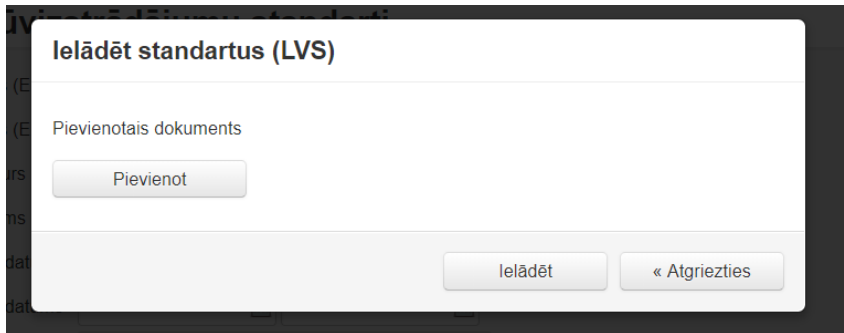 Ielādēt standartus (LVS)
(E
Pievienotais dokuments
(E
Pievienot
Ielādēt
« Atgriezties